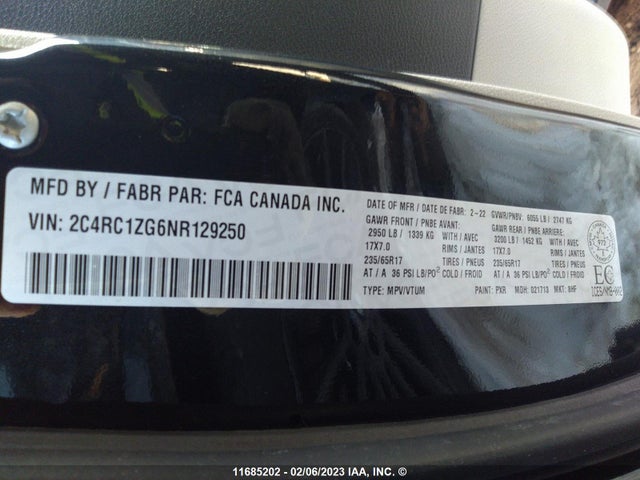 MFD BY / FABR PAR: FCA CANADA INC.
VIN: 2C4RC1ZG6NR129250
DATE OF MFR / DATE DE FABR: 2-22 GVWR/PNBV: 6055 LB / 2747 KG
GAWR FRONT / PNBE AVANT: GAWR REAR / PNBE ARRIERE:
2950 LB / 1339 KG WITH / AVEC 3200 LB / 1452 KG WITH / AVEC
17X7.0 RIMS / JANTES 17X7.0 RIMS / JANTES
235/65R17 TIRES / PNEUS 235/65R17 TIRES / PNEUS
AT / A 36 PSI LB/PO² COLD / FROID AT / A 36 PSI LB/PO² COLD / FROID
TYPE: MPV/VTUM PAINT: PXR MDH: 021713 MKT: BHF
EC
11685202 - 02/06/2023 IAA, INC. ©